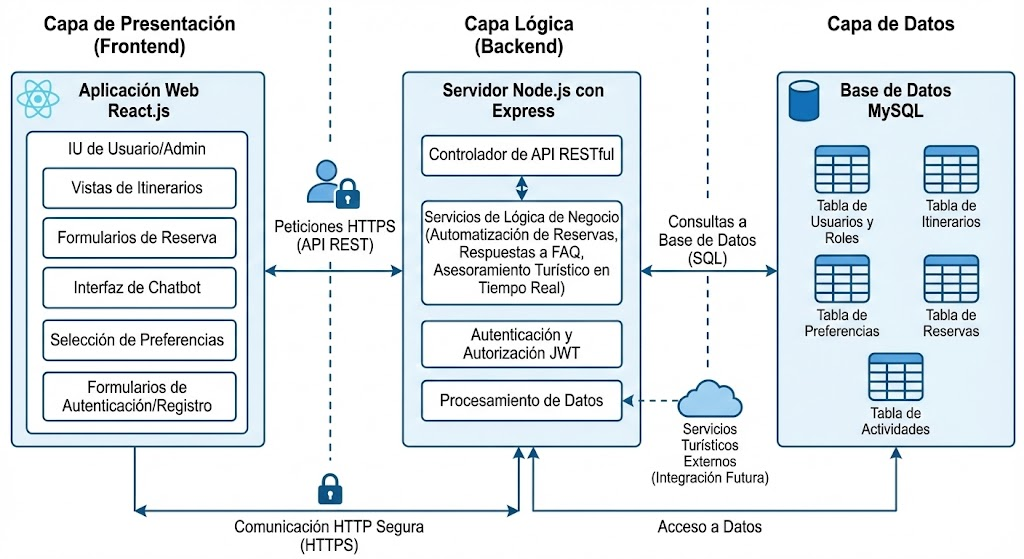 Capa de Presentación
(Frontend)
Aplicación Web
React.js
IU de Usuario/Admin
Vistas de Itinerarios
Formularios de Reserva
Interfaz de Chatbot
Selección de Preferencias
Formularios de
Autenticación/Registro
Peticiones HTTPS
(API REST)
Capa Lógica
(Backend)
Servidor Node.js con
Express
Controlador de API RESTful
Servicios de Lógica de Negocio
(Automatización de Reservas,
Respuestas a FAQ,
Asesoramiento Turístico en
Tiempo Real)
Autenticación y
Autorización JWT
Procesamiento de Datos
Consultas a
Base de Datos
(SQL)
Servicios
Turísticos
Externos
(Integración Futura)
Capa de Datos
Base de Datos
MySQL
Tabla de
Usuarios y
Roles
Tabla de
Itinerarios
Tabla de
Preferencias
Tabla de
Reservas
Tabla de
Actividades
Comunicación HTTP Segura
(HTTPS)
Acceso a Datos